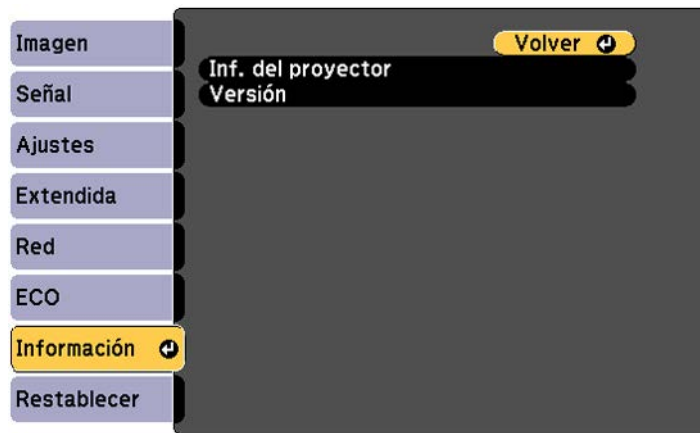 Imagen
Señal
Ajustes
Extendida
Red
ECO
Información
Restablecer
Volver
Inf. del proyector
Versión